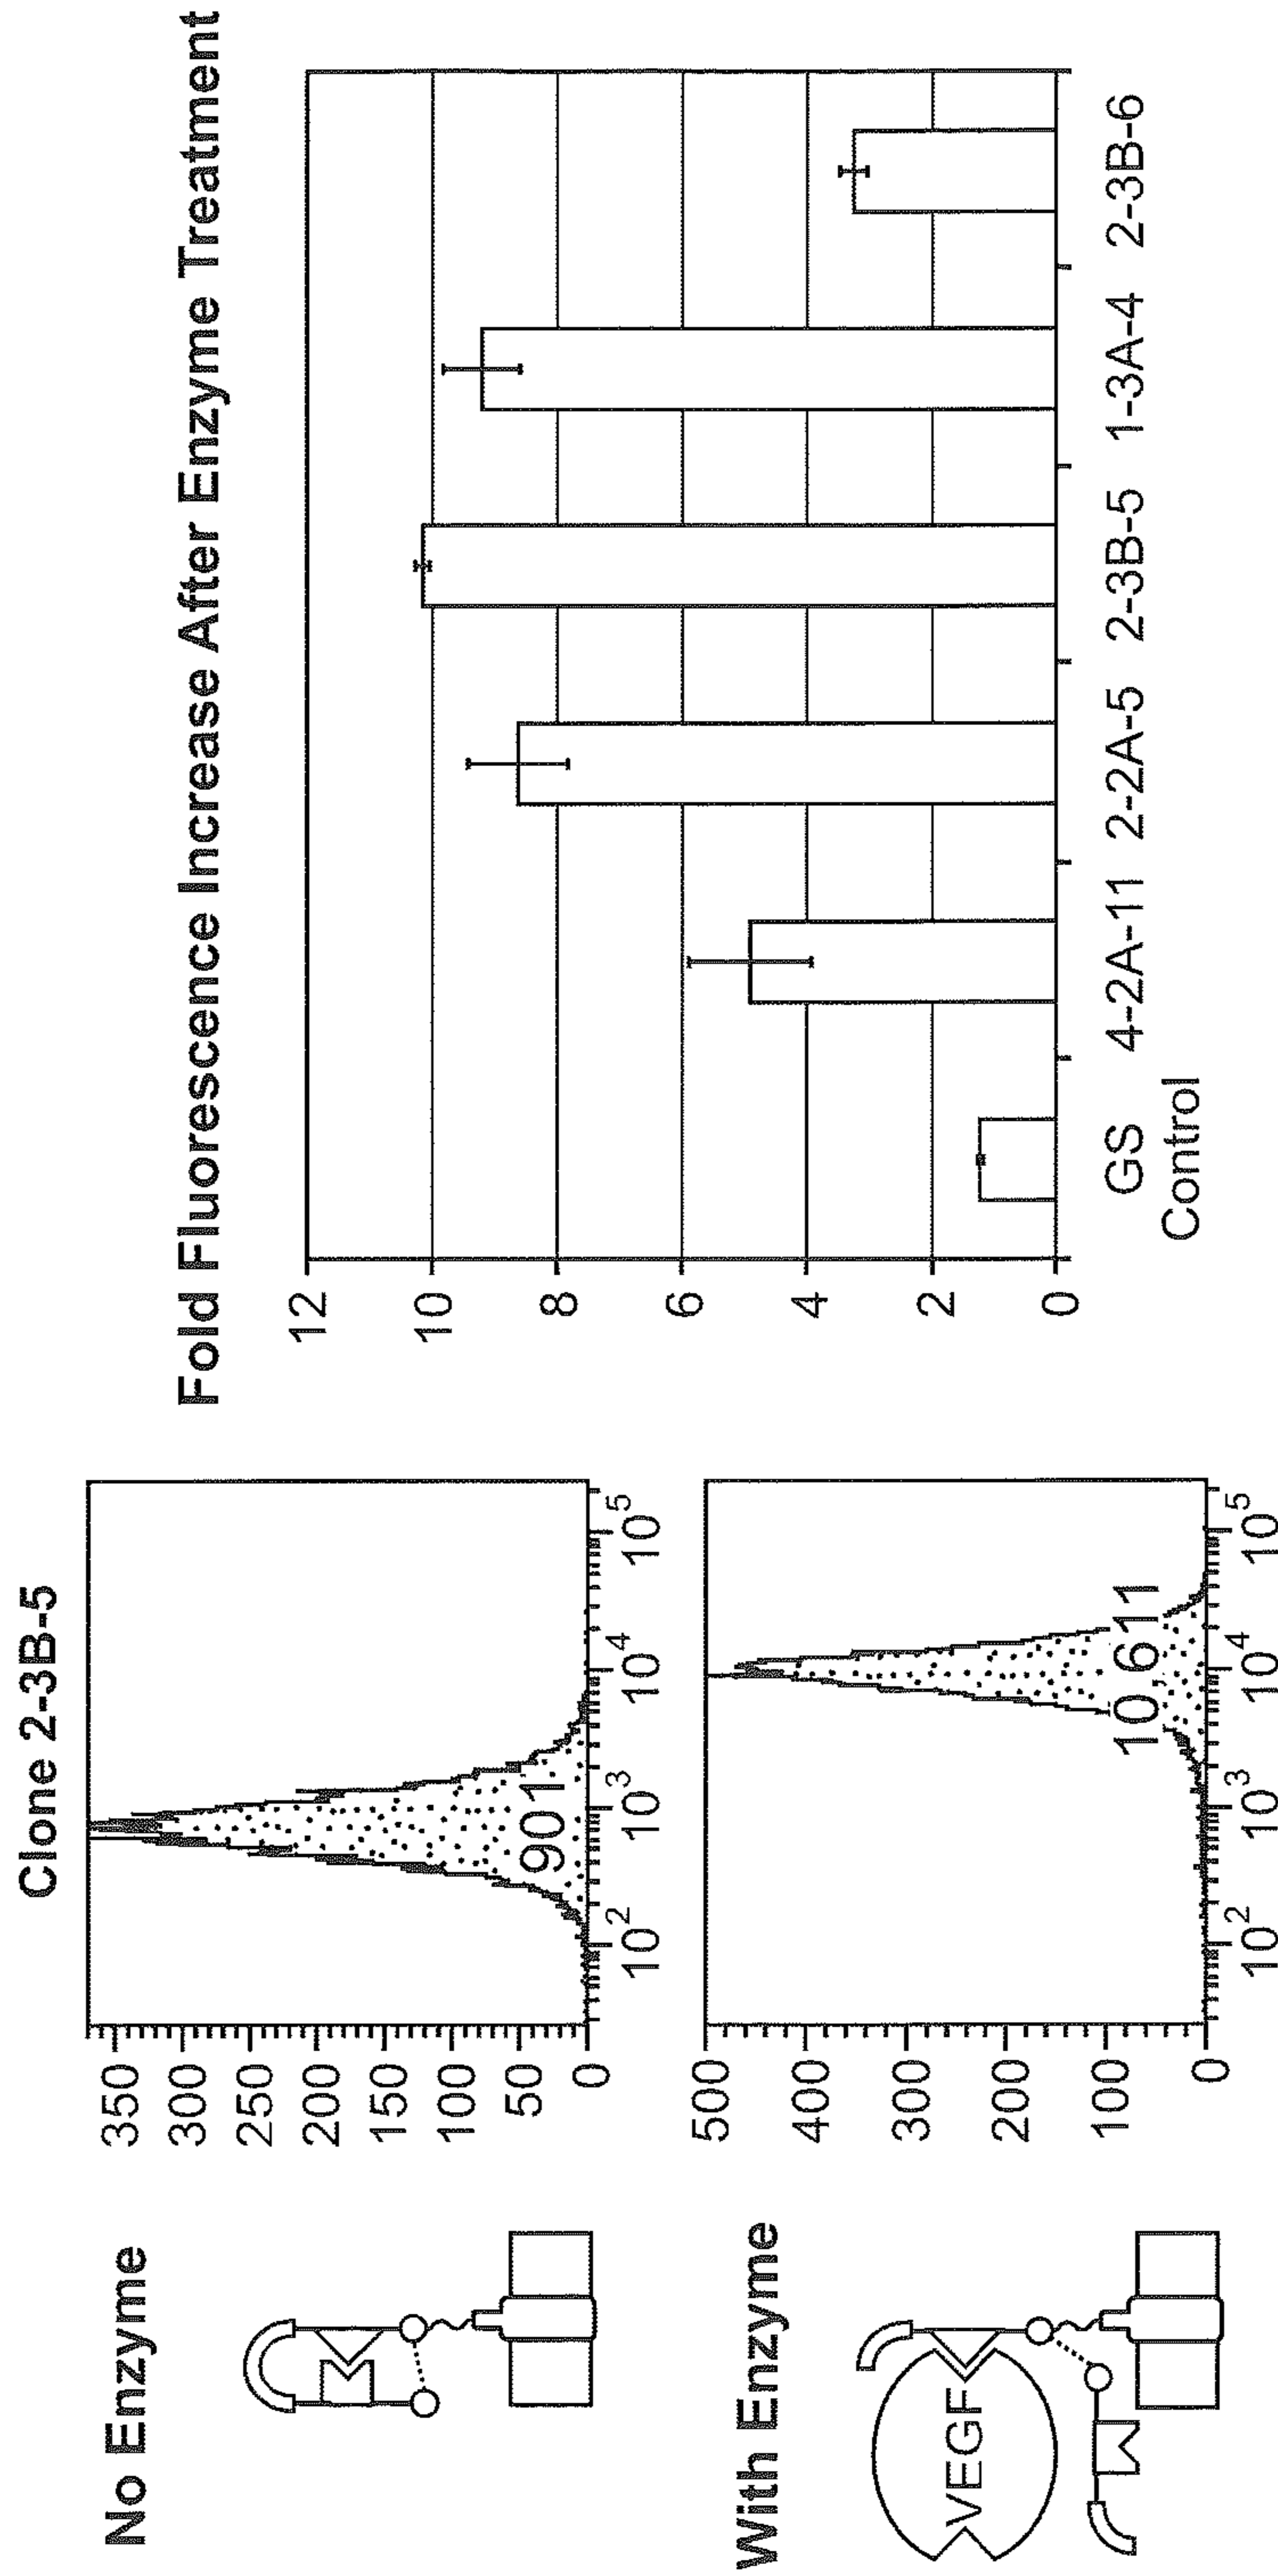 Clone 2-3B-5
No Enzyme
350
300
250
200
150
100
50
0
901
10^2 10^3 10^4 10^5
With Enzyme
VEGF
500
400
300
200
100
0
10,611
10^2 10^3 10^4 10^5
Fold Fluorescence Increase After Enzyme Treatment
12
10
8
6
4
2
0
GS Control 4-2A-11 2-2A-5 2-3B-5 1-3A-4 2-3B-6